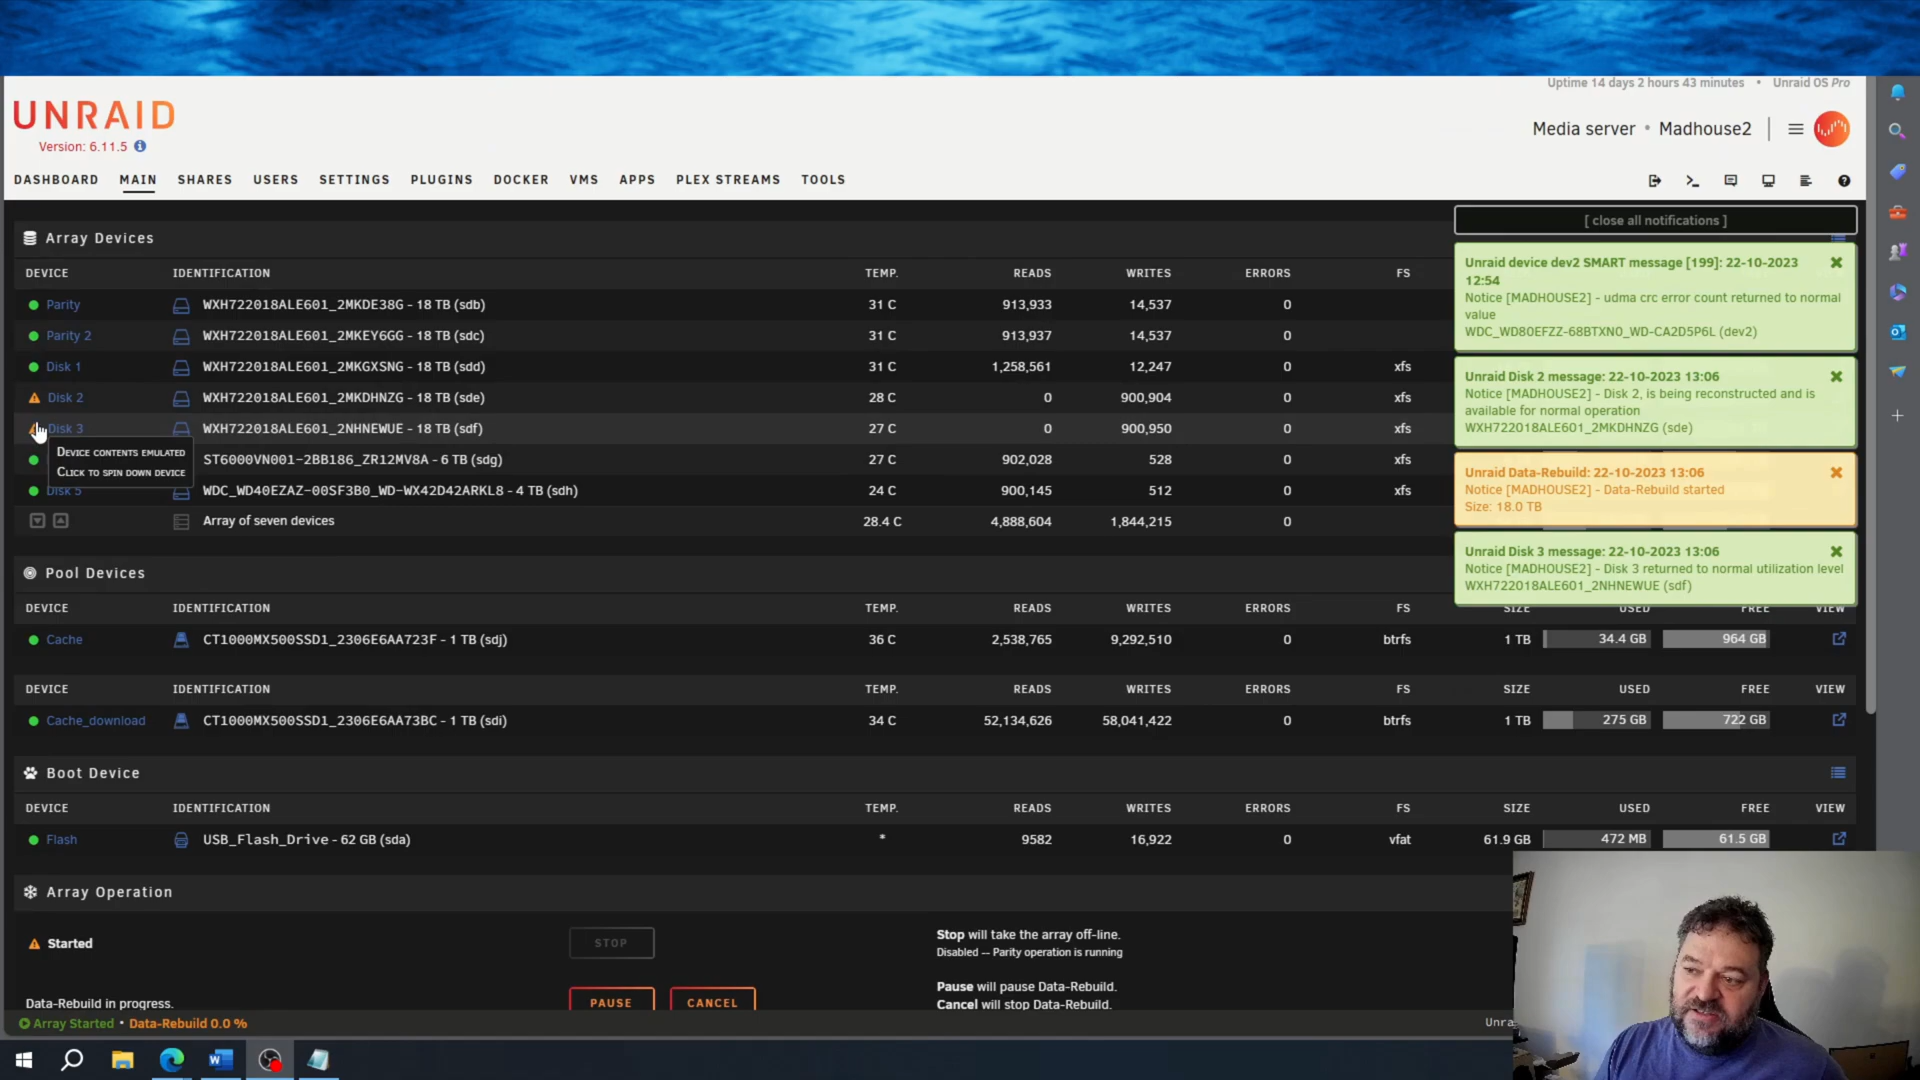 Uptime 14 days 2 hours 43 minutes • Unraid OS Pro
UNRAID
Version: 6.11.5
Media server • Madhouse2
DASHBOARD MAIN SHARES USERS SETTINGS PLUGINS DOCKER VMS APPS PLEX STREAMS TOOLS
[ close all notifications ]
Unraid device dev2 SMART message [199]: 22-10-2023
12:54
Notice [MADHOUSE2] - udma crc error count returned to normal
value
WDC_WD80EFZZ-68BTXN0_WD-CA2D5P6L (dev2)
Unraid Disk 2 message: 22-10-2023 13:06
Notice [MADHOUSE2] - Disk 2, is being reconstructed and is
available for normal operation
WXH722018ALE601_2MKDHNZG (sde)
Unraid Data-Rebuild: 22-10-2023 13:06
Notice [MADHOUSE2] - Data-Rebuild started
Size: 18.0 TB
Unraid Disk 3 message: 22-10-2023 13:06
Notice [MADHOUSE2] - Disk 3 returned to normal utilization level
WXH722018ALE601_2NHNEWUE (sdf)
Array Devices
DEVICE IDENTIFICATION TEMP. READS WRITES ERRORS FS
Parity WXH722018ALE601_2MKDE38G - 18 TB (sdb) 31 C 913,933 14,537 0
Parity 2 WXH722018ALE601_2MKEY6GG - 18 TB (sdc) 31 C 913,937 14,537 0
Disk 1 WXH722018ALE601_2MKGXSNG - 18 TB (sdd) 31 C 1,258,561 12,247 0 xfs
Disk 2 WXH722018ALE601_2MKDHNZG - 18 TB (sde) 28 C 0 900,904 0 xfs
Disk 3 WXH722018ALE601_2NHNEWUE - 18 TB (sdf) 27 C 0 900,950 0 xfs
DEVICE CONTENTS EMULATED
CLICK TO SPIN DOWN DEVICE
ST6000VN001-2BB186_ZR12MV8A - 6 TB (sdg) 27 C 902,028 528 0 xfs
Disk 5 WDC_WD40EZAZ-00SF3B0_WD-WX42D42ARKL8 - 4 TB (sdh) 24 C 900,145 512 0 xfs
Array of seven devices 28.4 C 4,888,604 1,844,215 0
Pool Devices
DEVICE IDENTIFICATION TEMP. READS WRITES ERRORS FS SIZE USED FREE VIEW
Cache CT1000MX500SSD1_2306E6AA723F - 1 TB (sdj) 36 C 2,538,765 9,292,510 0 btrfs 1 TB 34.4 GB 964 GB
DEVICE IDENTIFICATION TEMP. READS WRITES ERRORS FS SIZE USED FREE VIEW
Cache_download CT1000MX500SSD1_2306E6AA73BC - 1 TB (sdi) 34 C 52,134,626 58,041,422 0 btrfs 1 TB 275 GB 722 GB
Boot Device
DEVICE IDENTIFICATION TEMP. READS WRITES ERRORS FS SIZE USED FREE VIEW
Flash USB_Flash_Drive - 62 GB (sda) * 9582 16,922 0 vfat 61.9 GB 472 MB 61.5 GB
Array Operation
Started STOP Stop will take the array off-line.
Disabled -- Parity operation is running
Data-Rebuild in progress. PAUSE CANCEL Pause will pause Data-Rebuild.
Cancel will stop Data-Rebuild.
Array Started • Data-Rebuild 0.0 % Unra